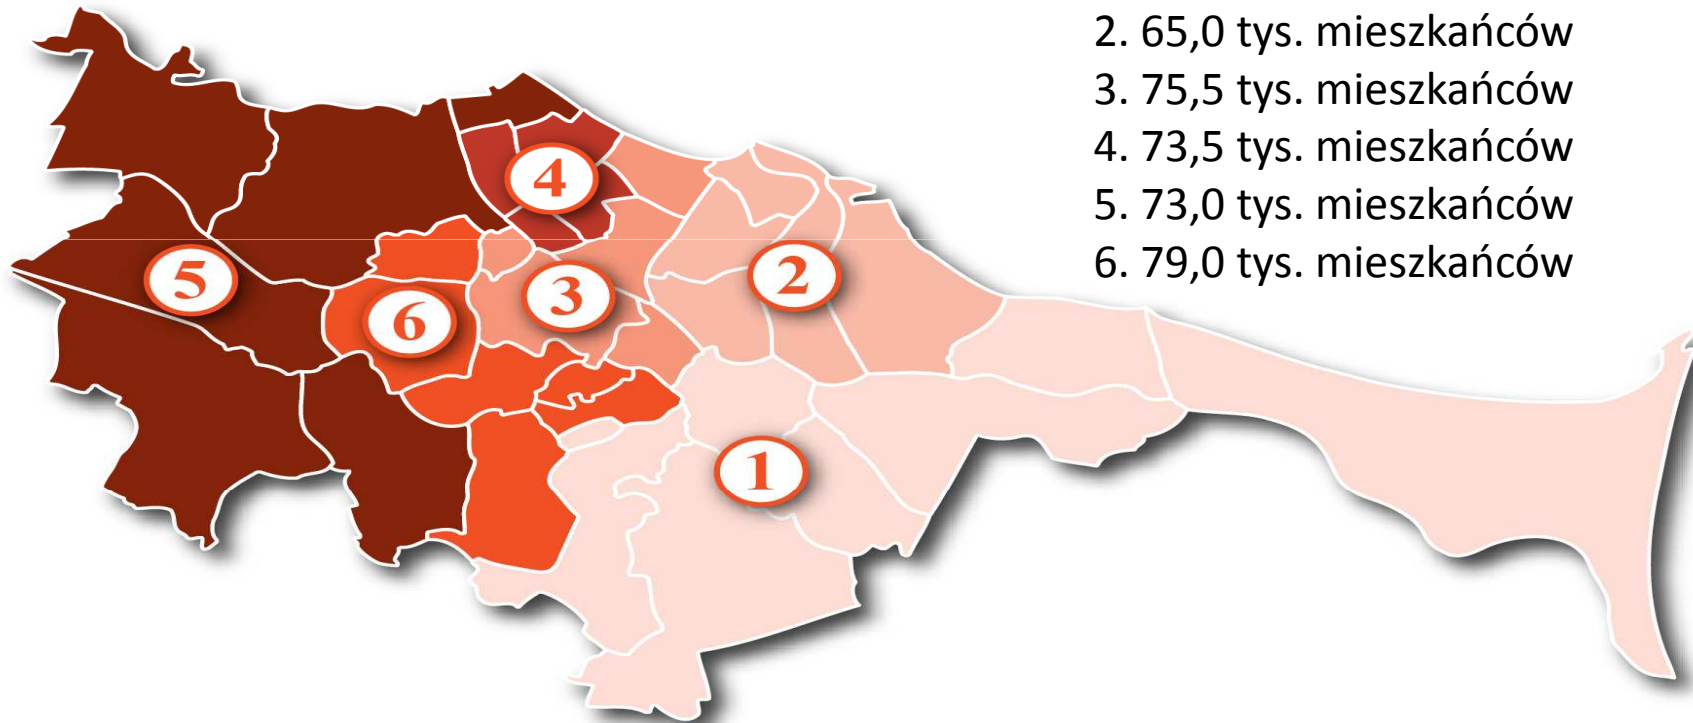 2. 65,0 tys. mieszkańców
3. 75,5 tys. mieszkańców
4. 73,5 tys. mieszkańców
5. 73,0 tys. mieszkańców
6. 79,0 tys. mieszkańców
4
5
2
3
6
1